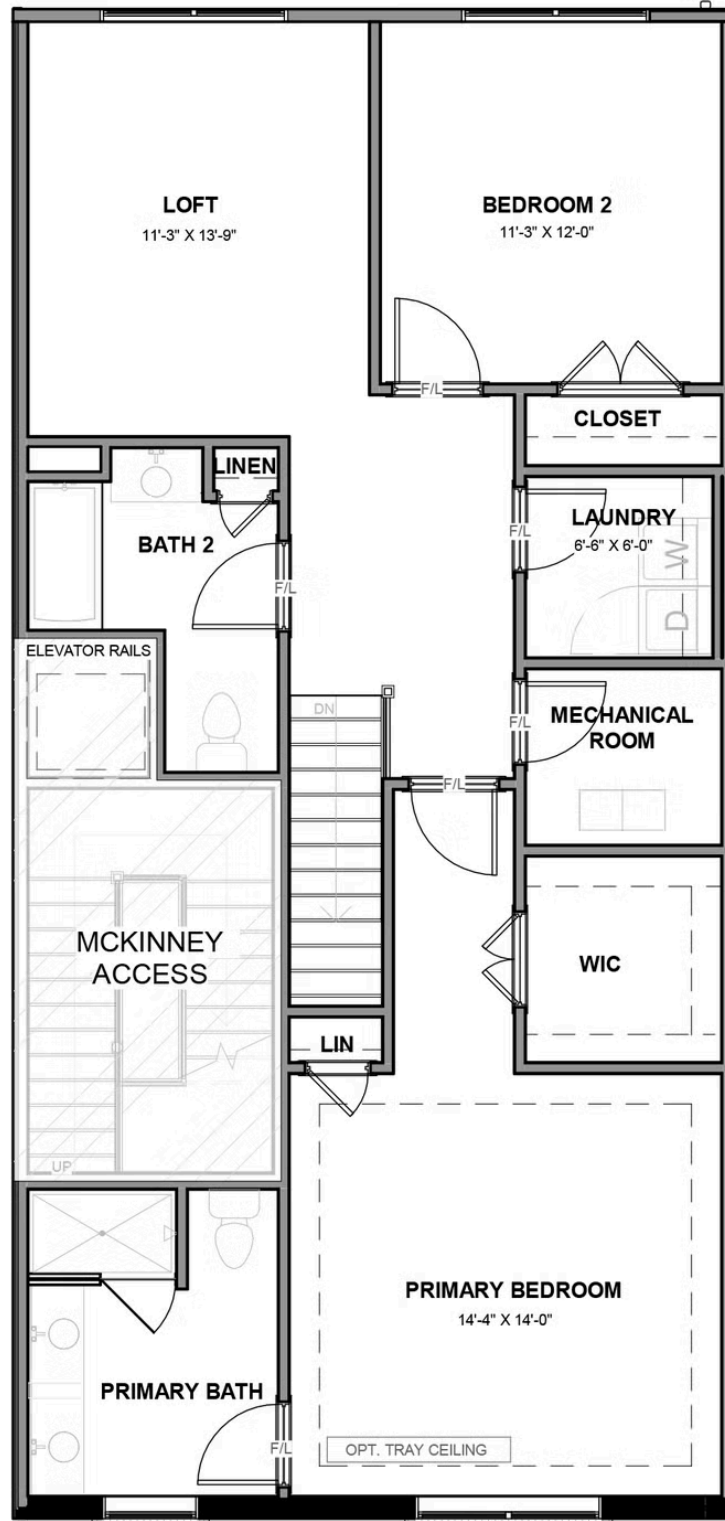 LOFT
11'-3" X 13'-9"
BEDROOM 2
11'-3" X 12'-0"
F/L
CLOSET
LINEN
BATH 2
F/L
F/L
LAUNDRY
6'-6" X 6'-0"
W
D
ELEVATOR RAILS
DN
F/L
MECHANICAL
ROOM
F/L
MCKINNEY
ACCESS
UP
WIC
LIN
PRIMARY BEDROOM
14'-4" X 14'-0"
PRIMARY BATH
F/L
OPT. TRAY CEILING